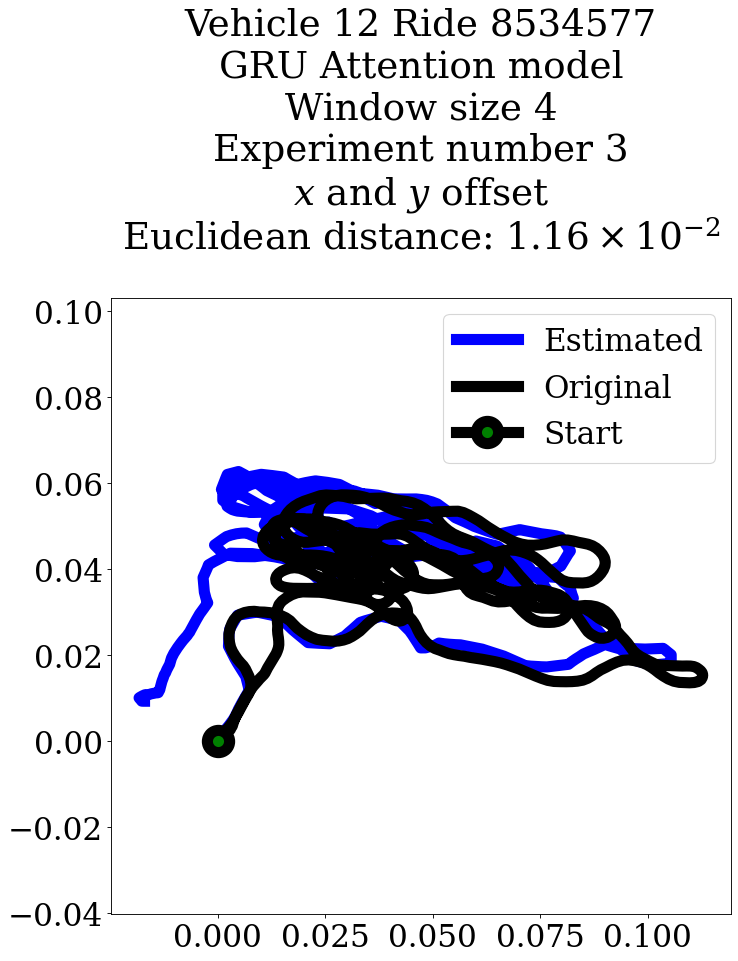 Vehicle 12 Ride 8534577
GRU Attention model
Window size 4
Experiment number 3
x and y offset
Euclidean distance: 1.16 × 10⁻²
0.10
0.08
0.06
0.04
0.02
0.00
−0.02
−0.04
Estimated
Original
Start
0.000 0.025 0.050 0.075 0.100